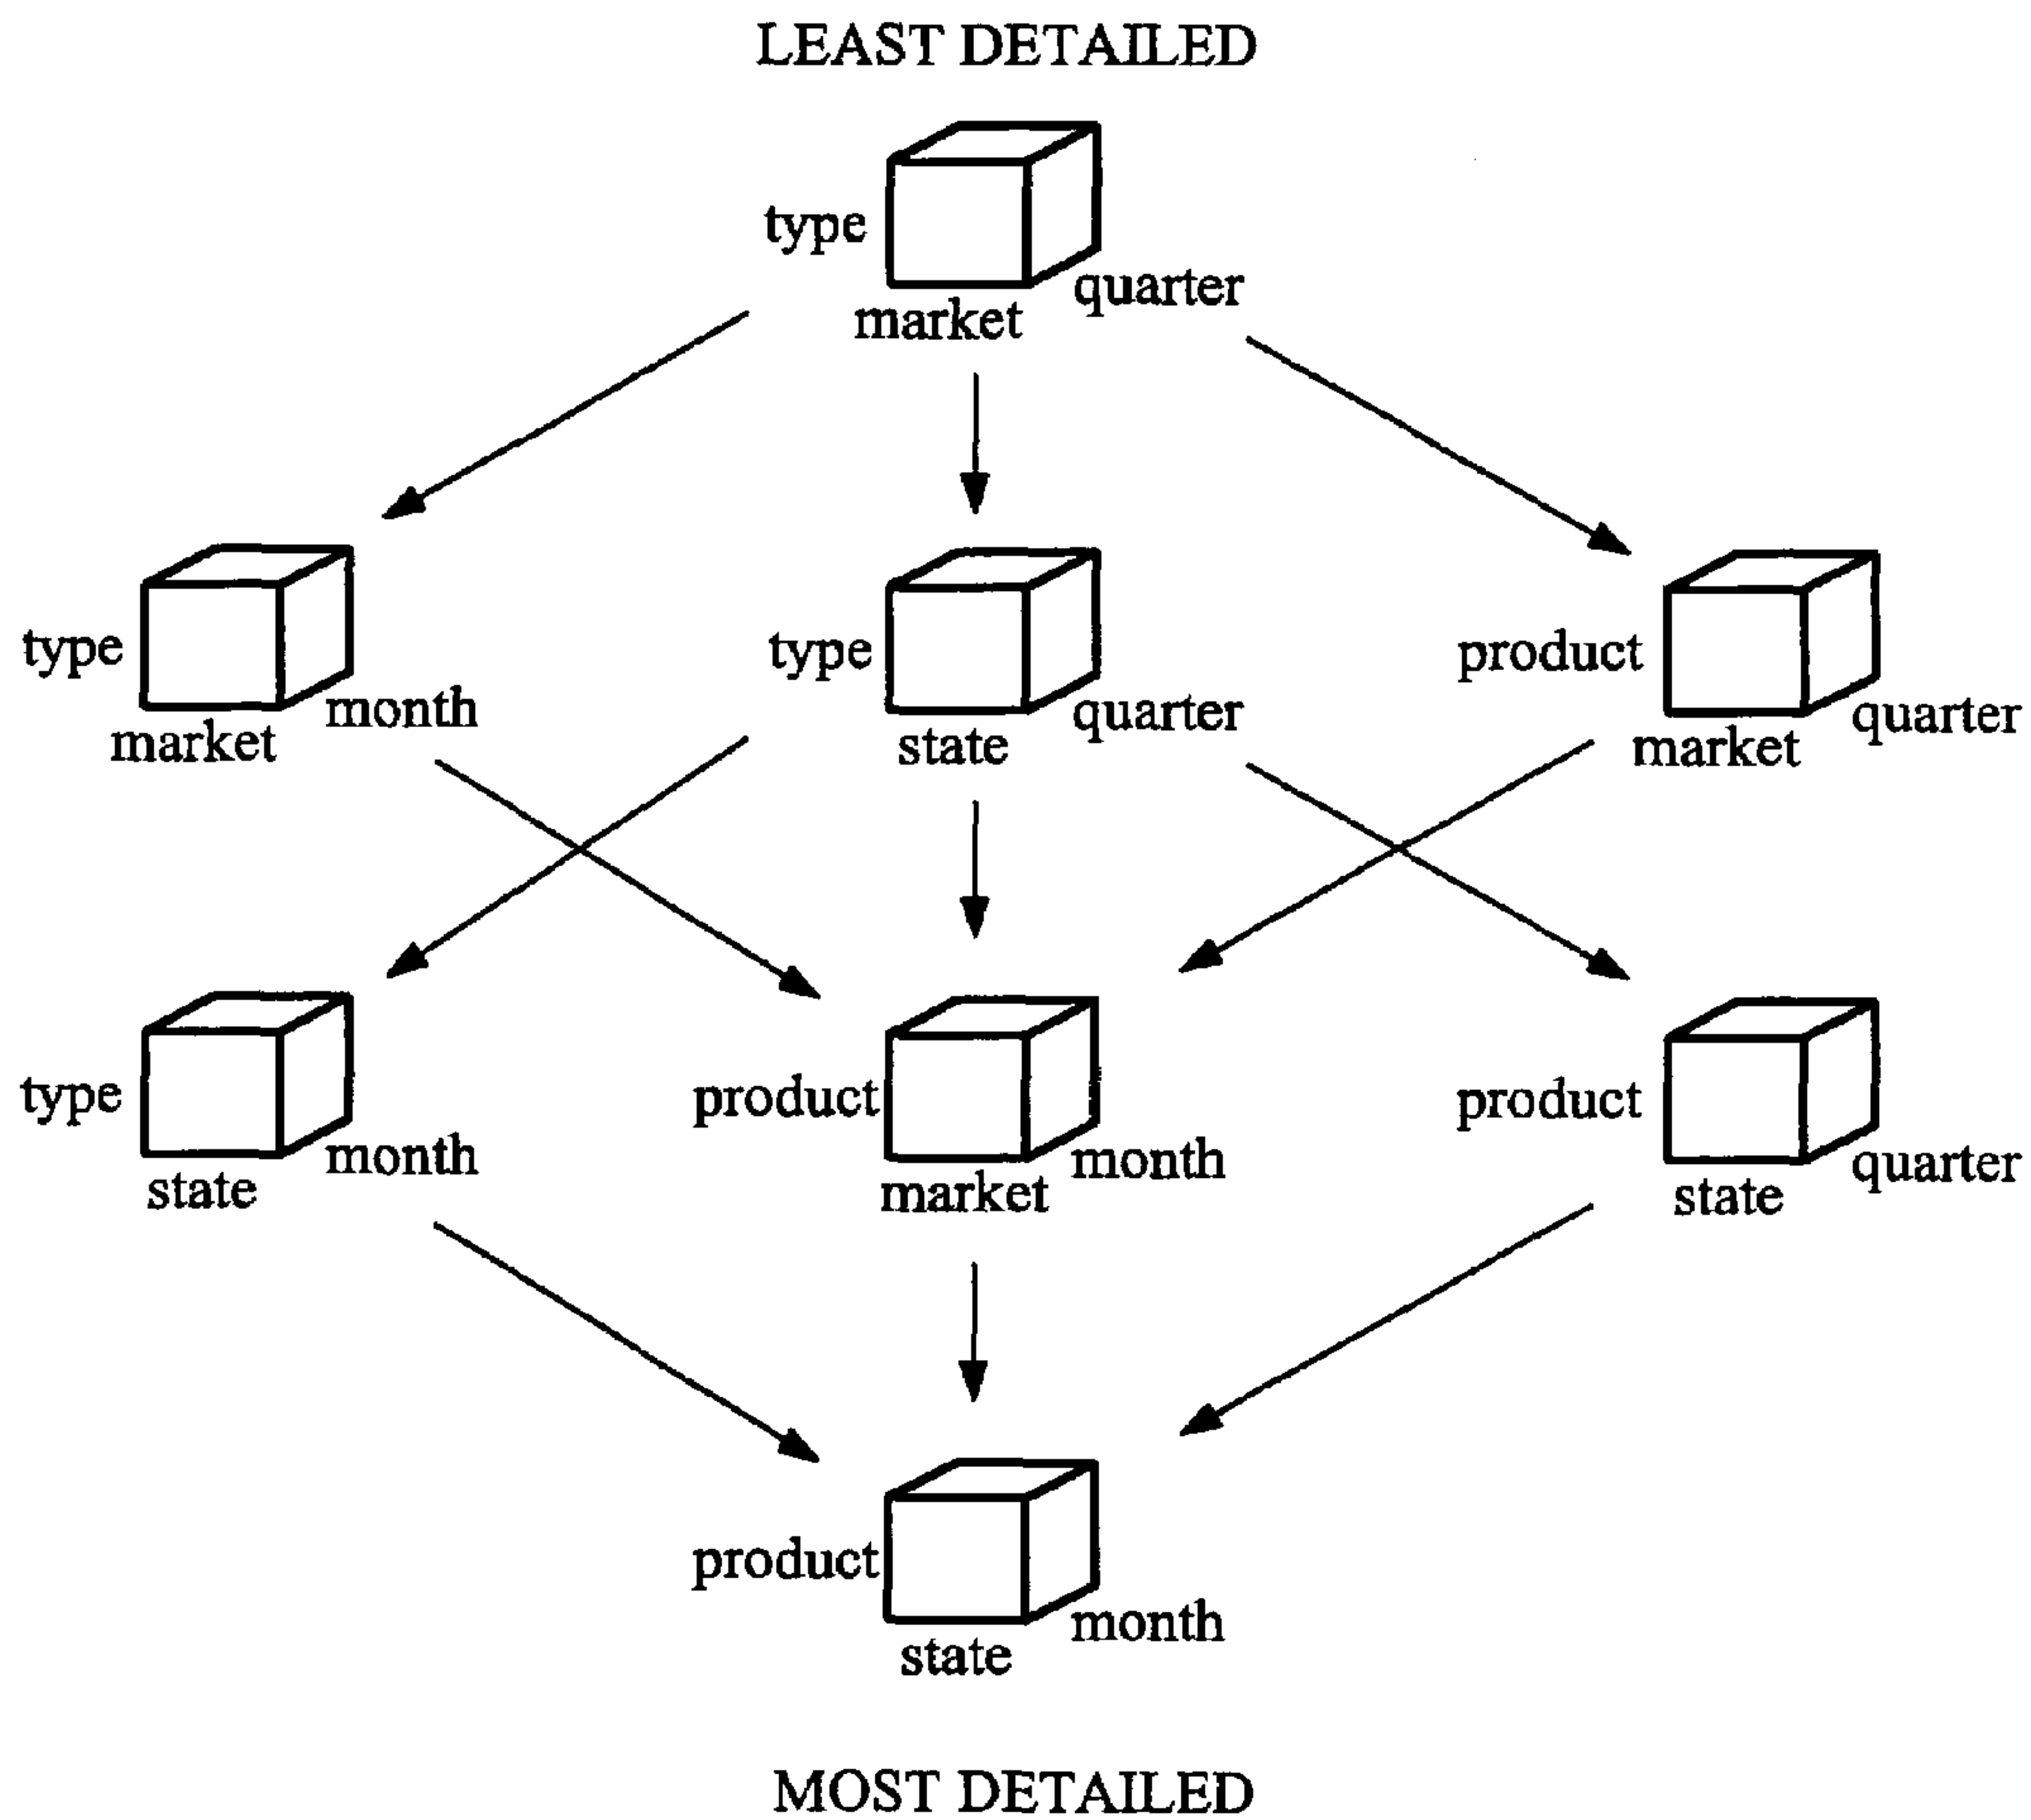 LEAST DETAILED
type
quarter
market
type
month
market
type
quarter
state
product
quarter
market
type
month
state
product
month
market
product
quarter
state
product
month
state
MOST DETAILED